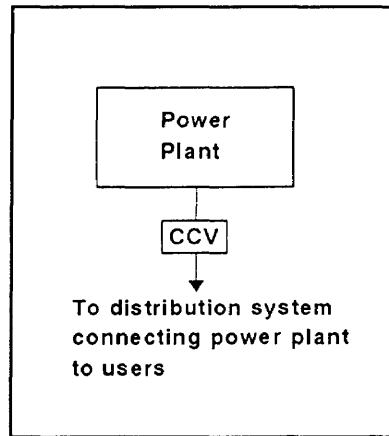 Power
Plant
CCV
To distribution system
connecting power plant
to users